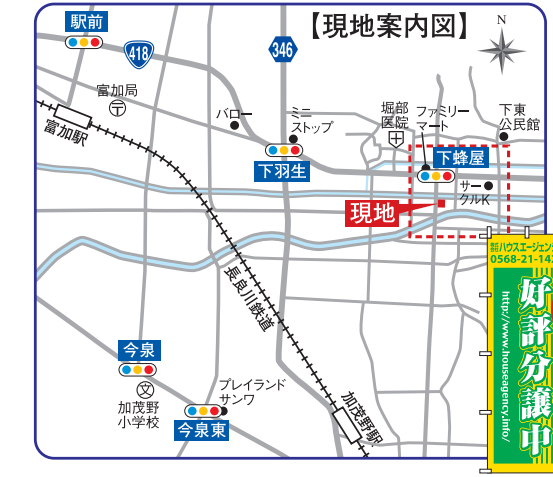 【現地案内図】
N
駅前
418
346
富加局
富加駅
バロー
ミニ
ストップ
下羽生
堀部
医院
ファミリー
マート
下東
公民館
下蜂屋
サー
クルK
現地
長良川鉄道
今泉
文
加茂野
小学校
プレイランド
サンワ
今泉東
加茂野駅
ハウスエージェン
0568-21-14
好評分譲中
http://www.houseagency.info/